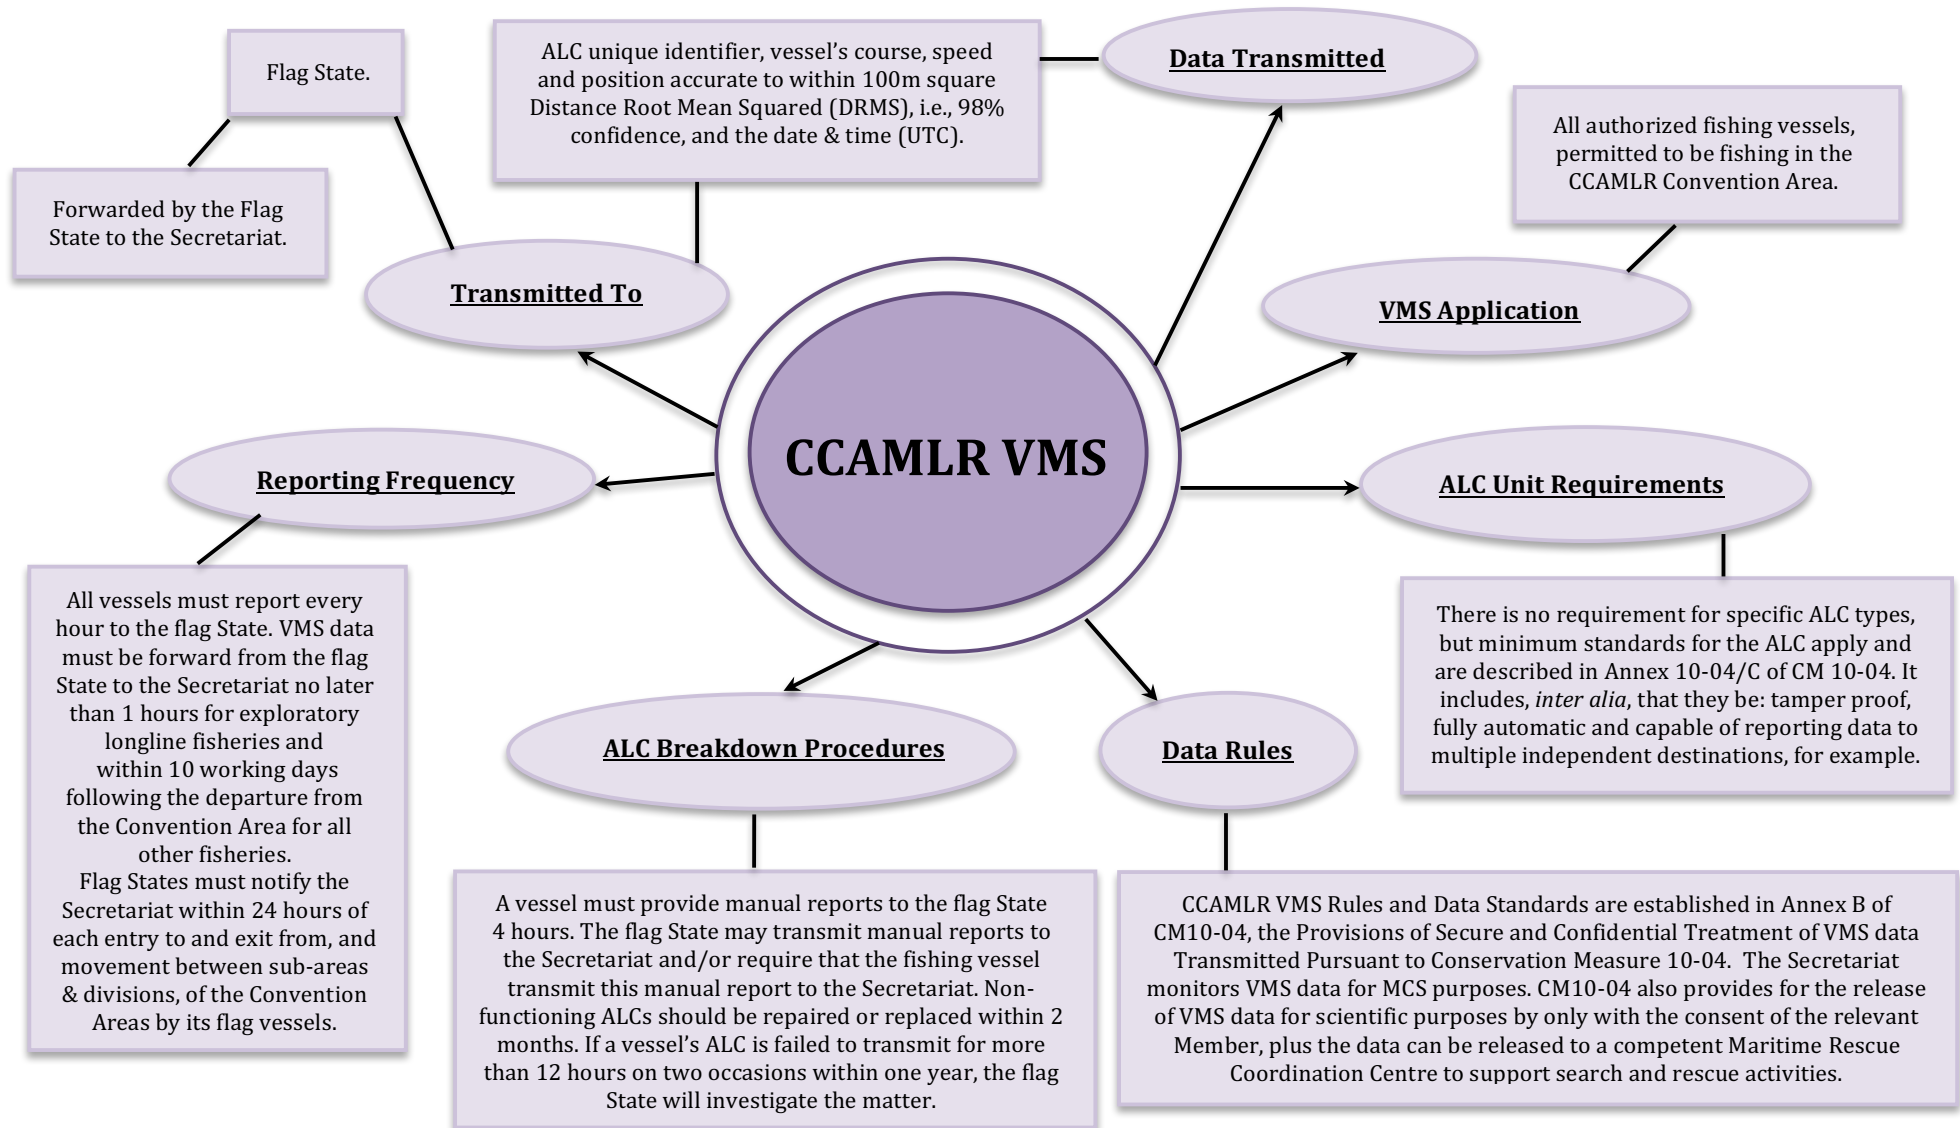 Flag State.
Forwarded by the Flag
State to the Secretariat.
Transmitted To
ALC unique identifier, vessel's course, speed
and position accurate to within 100m square
Distance Root Mean Squared (DRMS), i.e., 98%
confidence, and the date & time (UTC).
Data Transmitted
All authorized fishing vessels,
permitted to be fishing in the
CCAMLR Convention Area.
VMS Application
CCAMLR VMS
Reporting Frequency
All vessels must report every
hour to the flag State. VMS data
must be forward from the flag
State to the Secretariat no later
than 1 hours for exploratory
longline fisheries and
within 10 working days
following the departure from
the Convention Area for all
other fisheries.
Flag States must notify the
Secretariat within 24 hours of
each entry to and exit from, and
movement between sub-areas
& divisions, of the Convention
Areas by its flag vessels.
ALC Unit Requirements
There is no requirement for specific ALC types,
but minimum standards for the ALC apply and
are described in Annex 10-04/C of CM 10-04. It
includes, inter alia, that they be: tamper proof,
fully automatic and capable of reporting data to
multiple independent destinations, for example.
ALC Breakdown Procedures
A vessel must provide manual reports to the flag State
4 hours. The flag State may transmit manual reports to
the Secretariat and/or require that the fishing vessel
transmit this manual report to the Secretariat. Non-
functioning ALCs should be repaired or replaced within 2
months. If a vessel's ALC is failed to transmit for more
than 12 hours on two occasions within one year, the flag
State will investigate the matter.
Data Rules
CCAMLR VMS Rules and Data Standards are established in Annex B of
CM10-04, the Provisions of Secure and Confidential Treatment of VMS data
Transmitted Pursuant to Conservation Measure 10-04. The Secretariat
monitors VMS data for MCS purposes. CM10-04 also provides for the release
of VMS data for scientific purposes by only with the consent of the relevant
Member, plus the data can be released to a competent Maritime Rescue
Coordination Centre to support search and rescue activities.